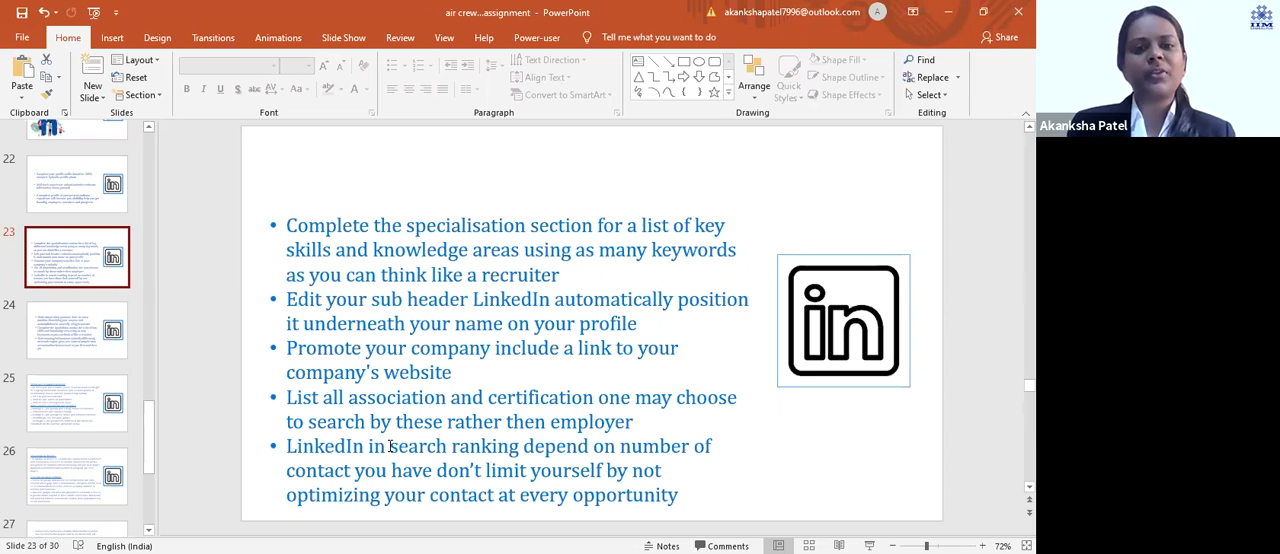 air crew...assignment - PowerPoint
akankshapatel7996@outlook.com
A
File Home Insert Design Transitions Animations Slide Show Review View Help Power-user Tell me what you want to do
Share
Paste
New
Slide
Layout
Reset
Section
B I U S abc AV Aa A
Text Direction
Align Text
Convert to SmartArt
Arrange
Quick
Styles
Shape Fill
Shape Outline
Shape Effects
Find
Replace
Select
Clipboard Slides Font Paragraph Drawing Editing
IIM
Akanksha Patel
22
23
24
25
26
27
in
• Complete the specialisation section for a list of key
skills and knowledge areas using as many keywords
as you can think like a recruiter
• Edit your sub header LinkedIn automatically position
it underneath your name on your profile
• Promote your company include a link to your
company's website
• List all association and certification one may choose
to search by these rather then employer
• LinkedIn in search ranking depend on number of
contact you have don't limit yourself by not
optimizing your contact at every opportunity
in
Slide 23 of 30 English (India) Notes Comments 72%